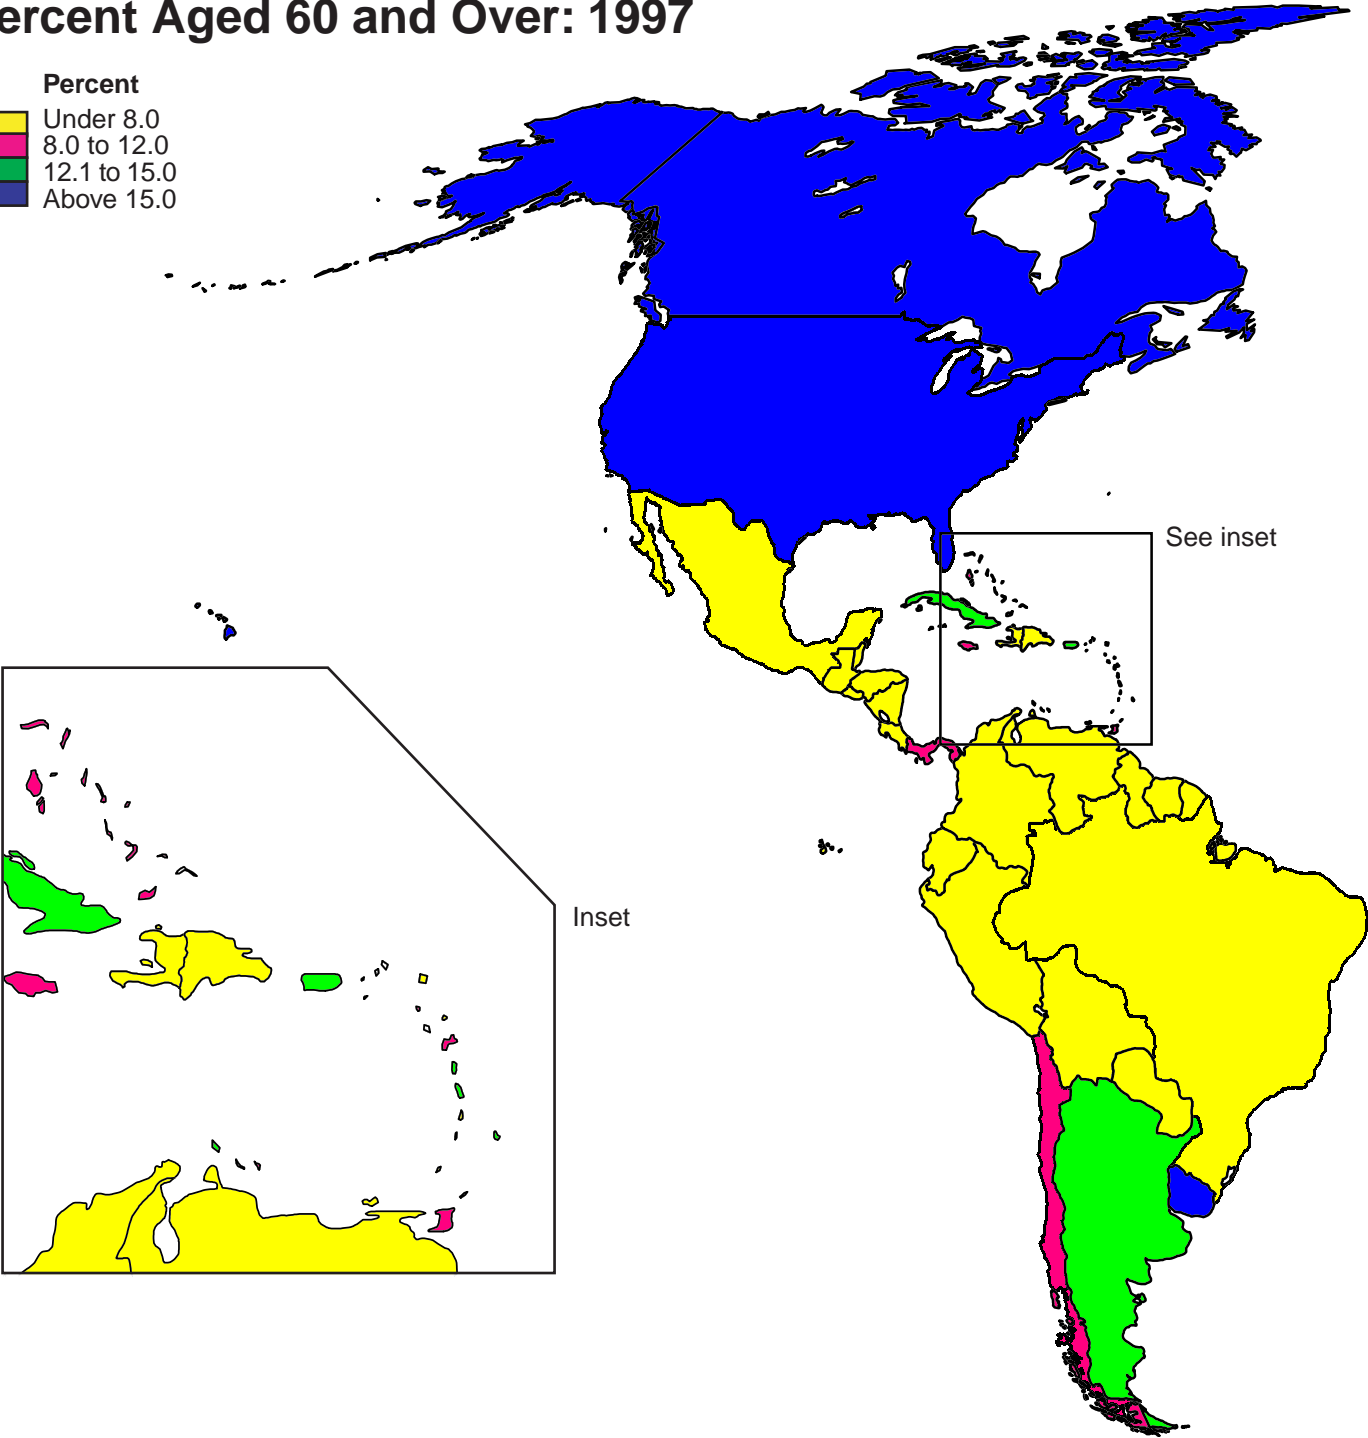 ercent Aged 60 and Over: 1997
Percent
Under 8.0
8.0 to 12.0
12.1 to 15.0
Above 15.0
See inset
Inset